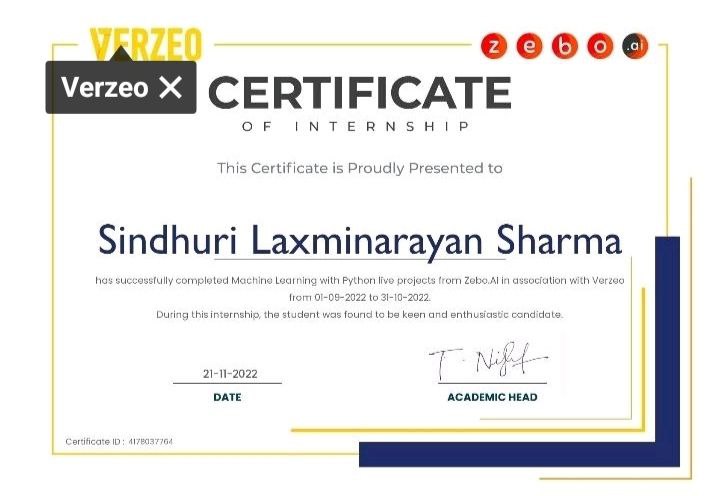 VERZEO
zebo.ai
Verzeo ×
CERTIFICATE
OF INTERNSHIP
This Certificate is Proudly Presented to
Sindhuri Laxminarayan Sharma
has successfully completed Machine Learning with Python live projects from Zebo.AI in association with Verzeo
from 01-09-2022 to 31-10-2022.
During this internship, the student was found to be keen and enthusiastic candidate.
21-11-2022
DATE
ACADEMIC HEAD
Certificate ID : 4178037764